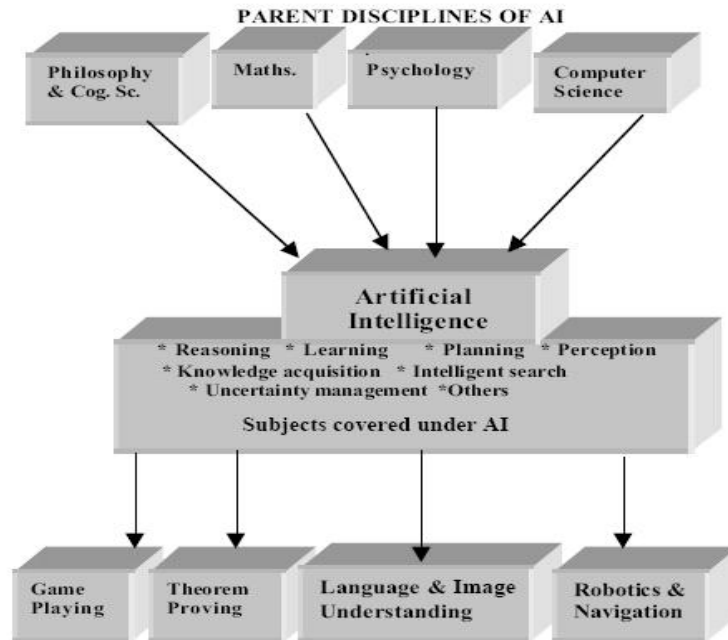 PARENT DISCIPLINES OF AI
Philosophy
& Cog. Sc.
Maths.
Psychology
Computer
Science
Artificial
Intelligence
* Reasoning * Learning * Planning * Perception
* Knowledge acquisition * Intelligent search
* Uncertainty management *Others
Subjects covered under AI
Game
Playing
Theorem
Proving
Language & Image
Understanding
Robotics &
Navigation